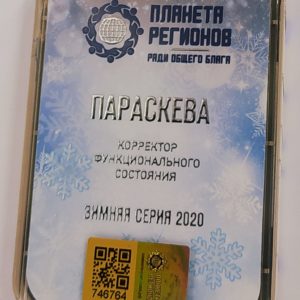 ПЛАНЕТА
РЕГИОНОВ
РАДИ ОБЩЕГО БЛАГА
ПАРАСКЕВА
КОРРЕКТОР
ФУНКЦИОНАЛЬНОГО
СОСТОЯНИЯ
ЗИМНЯЯ СЕРИЯ 2020
746764